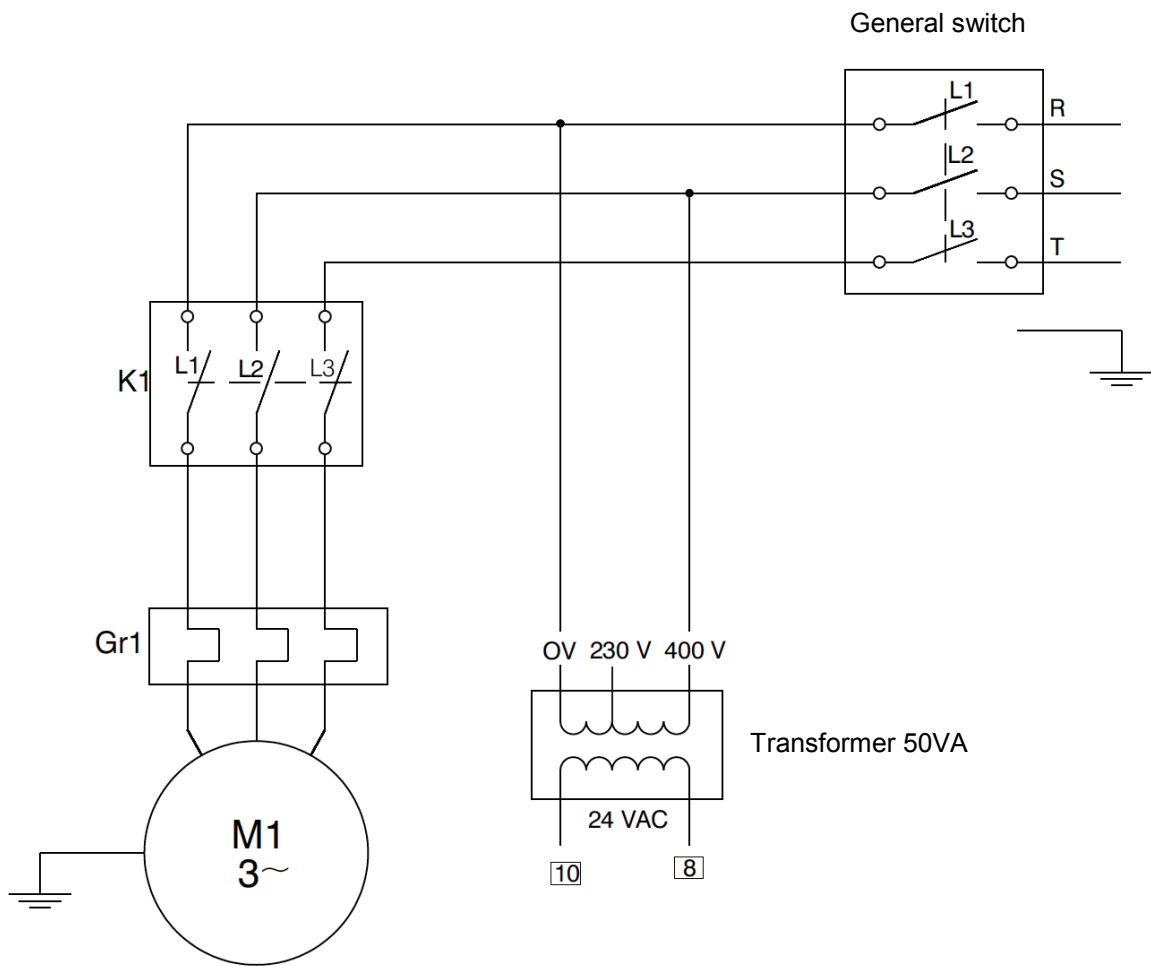 General switch
L1
R
L2
S
L3
T
K1
L1 L2 L3
Gr1
OV 230 V 400 V
Transformer 50VA
24 VAC
10 8
M1
3~